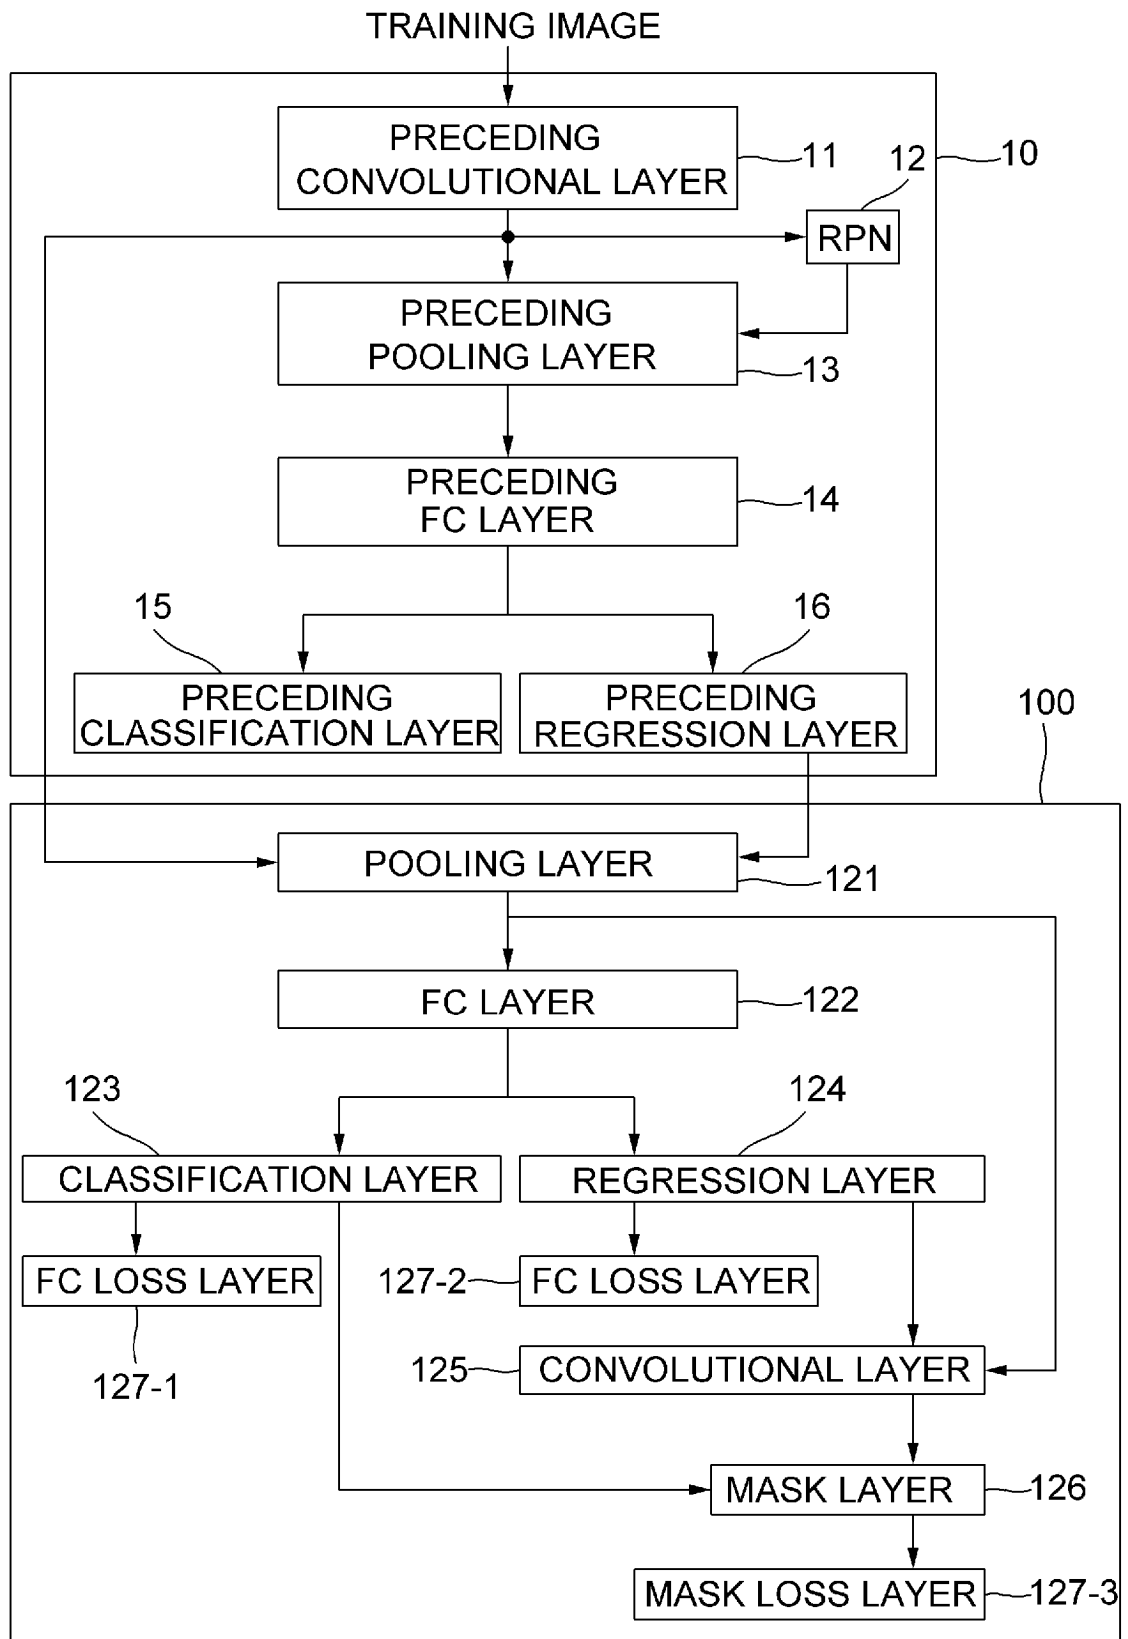 TRAINING IMAGE
PRECEDING
CONVOLUTIONAL LAYER
11
12
10
RPN
PRECEDING
POOLING LAYER
13
PRECEDING
FC LAYER
14
15
16
PRECEDING
CLASSIFICATION LAYER
PRECEDING
REGRESSION LAYER
100
POOLING LAYER
121
FC LAYER
122
123
124
CLASSIFICATION LAYER
REGRESSION LAYER
FC LOSS LAYER
127-2
FC LOSS LAYER
127-1
125
CONVOLUTIONAL LAYER
MASK LAYER
126
MASK LOSS LAYER
127-3